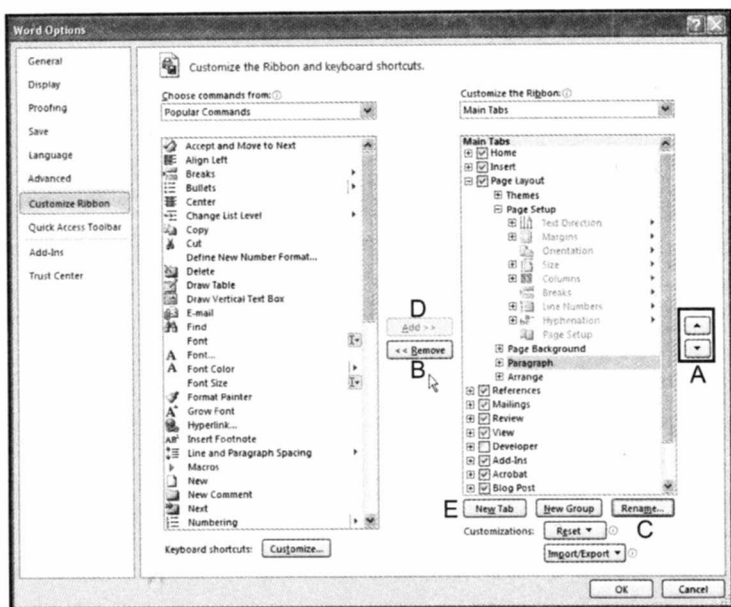 Word Options
General
Display
Proofing
Save
Language
Advanced
Customize Ribbon
Quick Access Toolbar
Add-Ins
Trust Center
Customize the Ribbon and keyboard shortcuts.
Choose commands from:
Popular Commands
Accept and Move to Next
Align Left
Breaks
Bullets
Center
Change List Level
Copy
Cut
Define New Number Format...
Delete
Draw Table
Draw Vertical Text Box
E-mail
Find
Font
Font...
Font Color
Font Size
Format Painter
Grow Font
Hyperlink...
Insert Footnote
Line and Paragraph Spacing
Macros
New
New Comment
Next
Numbering
Keyboard shortcuts: Customize...
D
Add >>
<< Remove
B
Customize the Ribbon:
Main Tabs
Main Tabs
Home
Insert
Page Layout
Themes
Page Setup
Text Direction
Margins
Orientation
Size
Columns
Breaks
Line Numbers
Hyphenation
Page Setup
Page Background
Paragraph
Arrange
References
Mailings
Review
View
Developer
Add-Ins
Acrobat
Blog Post
A
E New Tab New Group Rename...
C
Customizations: Reset
Import/Export
OK Cancel